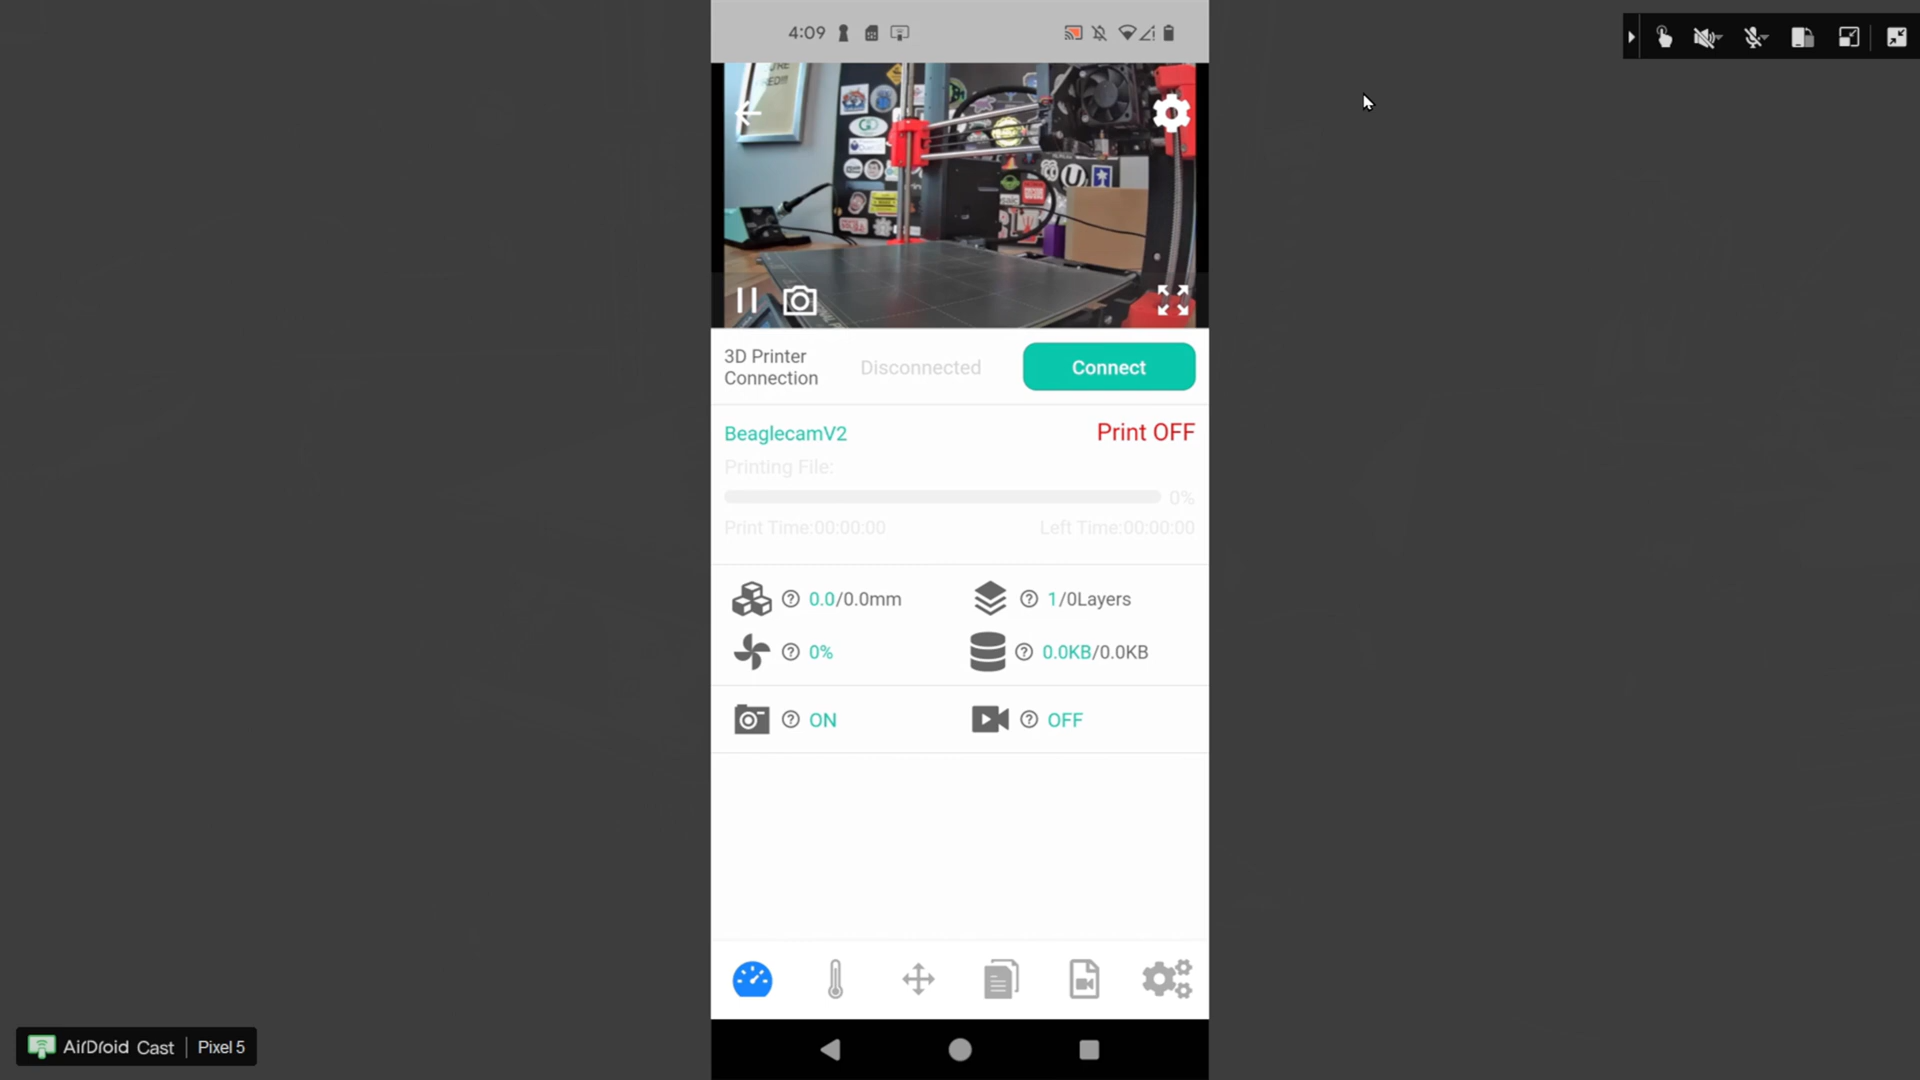 4:09
3D Printer
Connection
Disconnected
Connect
BeaglecamV2
Print OFF
Printing File:
0%
Print Time:00:00:00
Left Time:00:00:00
0.0/0.0mm
1/0Layers
0%
0.0KB/0.0KB
ON
OFF
AirDroid Cast | Pixel 5